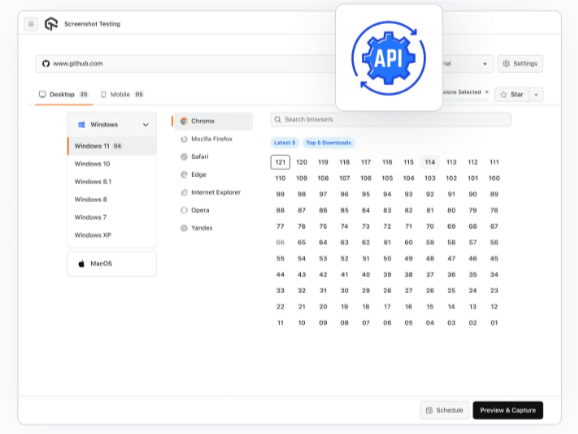 Screenshot Testing
API
www.github.com
Settings
Desktop 20 Mobile 05
Selected ×
Star
Windows
Windows 11 04
Windows 10
Windows 8.1
Windows 8
Windows 7
Windows XP
MacOS
Chrome
Mozilla Firefox
Safari
Edge
Internet Explorer
Opera
Yandex
Search browsers
Latest 5 Top 5 Downloads
121 120 119 118 117 116 115 114 113 112 111
110 109 108 107 106 105 104 103 102 101 100
99 98 97 96 95 94 93 92 91 90 89
88 87 86 85 84 83 82 81 80 79 78
77 76 75 74 73 72 71 70 69 68 67
66 65 64 63 62 61 60 59 58 57 56
55 54 53 52 51 50 49 48 47 46 45
44 43 42 41 40 39 38 37 36 35 34
33 32 31 30 29 28 27 26 25 24 23
22 21 20 19 18 17 16 15 14 13 12
11 10 09 08 07 06 05 04 03 02 01
Schedule Preview & Capture